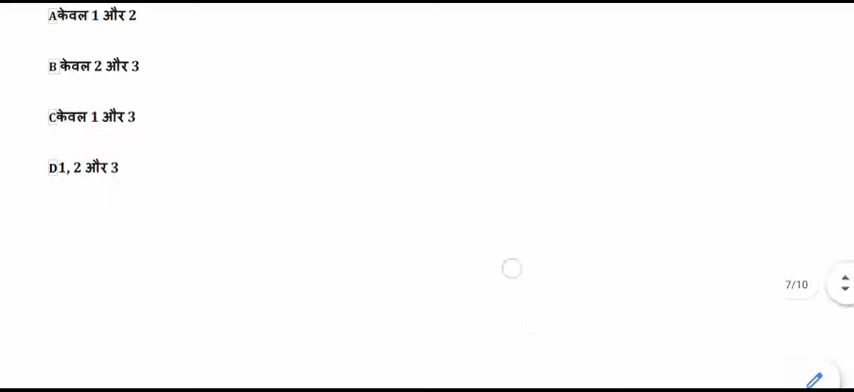 Aकेवल 1 और 2
B केवल 2 और 3
Cकेवल 1 और 3
D1, 2 और 3
7/10